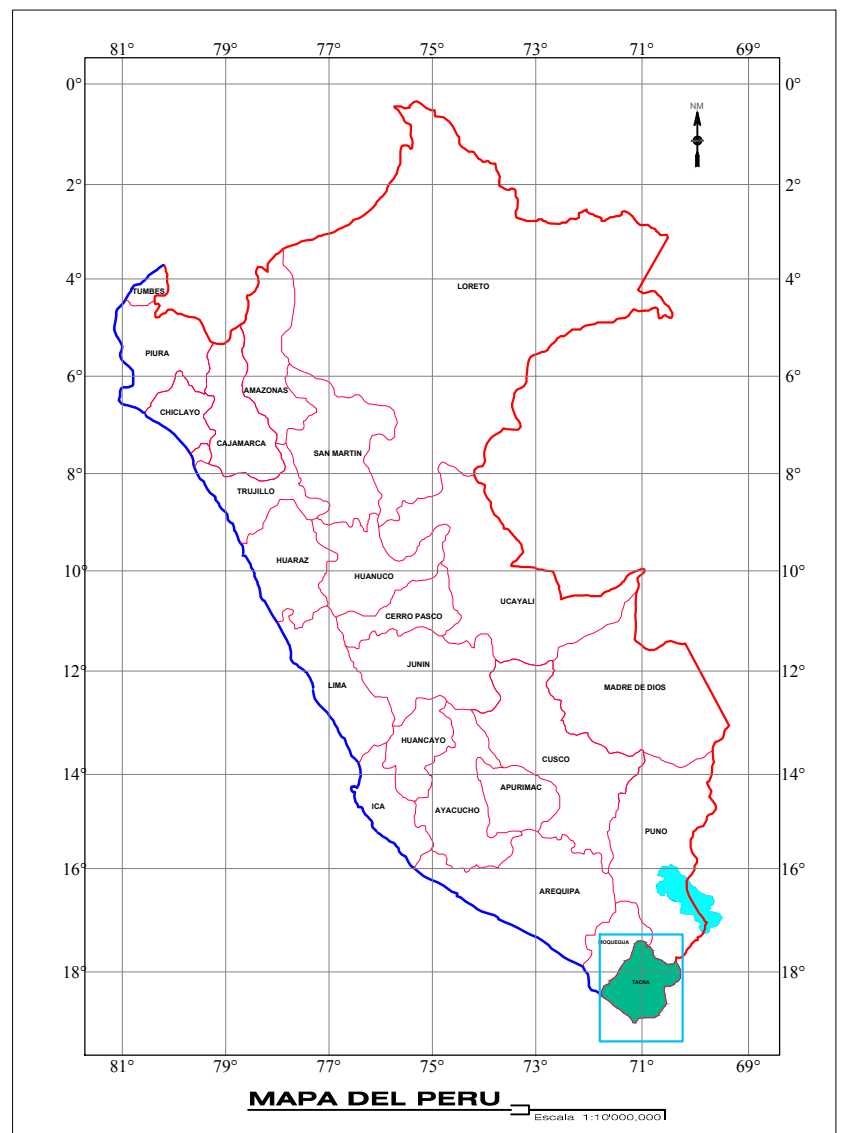 81° 79° 77° 75° 73° 71° 69°
0° 0°
NM
2° 2°
4° 4°
TUMBES
LORETO
PIURA
6° 6°
AMAZONAS
CHICLAYO
CAJAMARCA
SAN MARTIN
8° 8°
TRUJILLO
HUARAZ
10° 10°
HUANUCO
UCAYALI
CERRO PASCO
JUNIN
12° 12°
LIMA
MADRE DE DIOS
HUANCAYO
CUSCO
14° 14°
APURIMAC
ICA
AYACUCHO
PUNO
16° 16°
AREQUIPA
OQUEGUA
18° 18°
TACNA
81° 79° 77° 75° 73° 71° 69°
MAPA DEL PERU
Escala 1:10'000,000